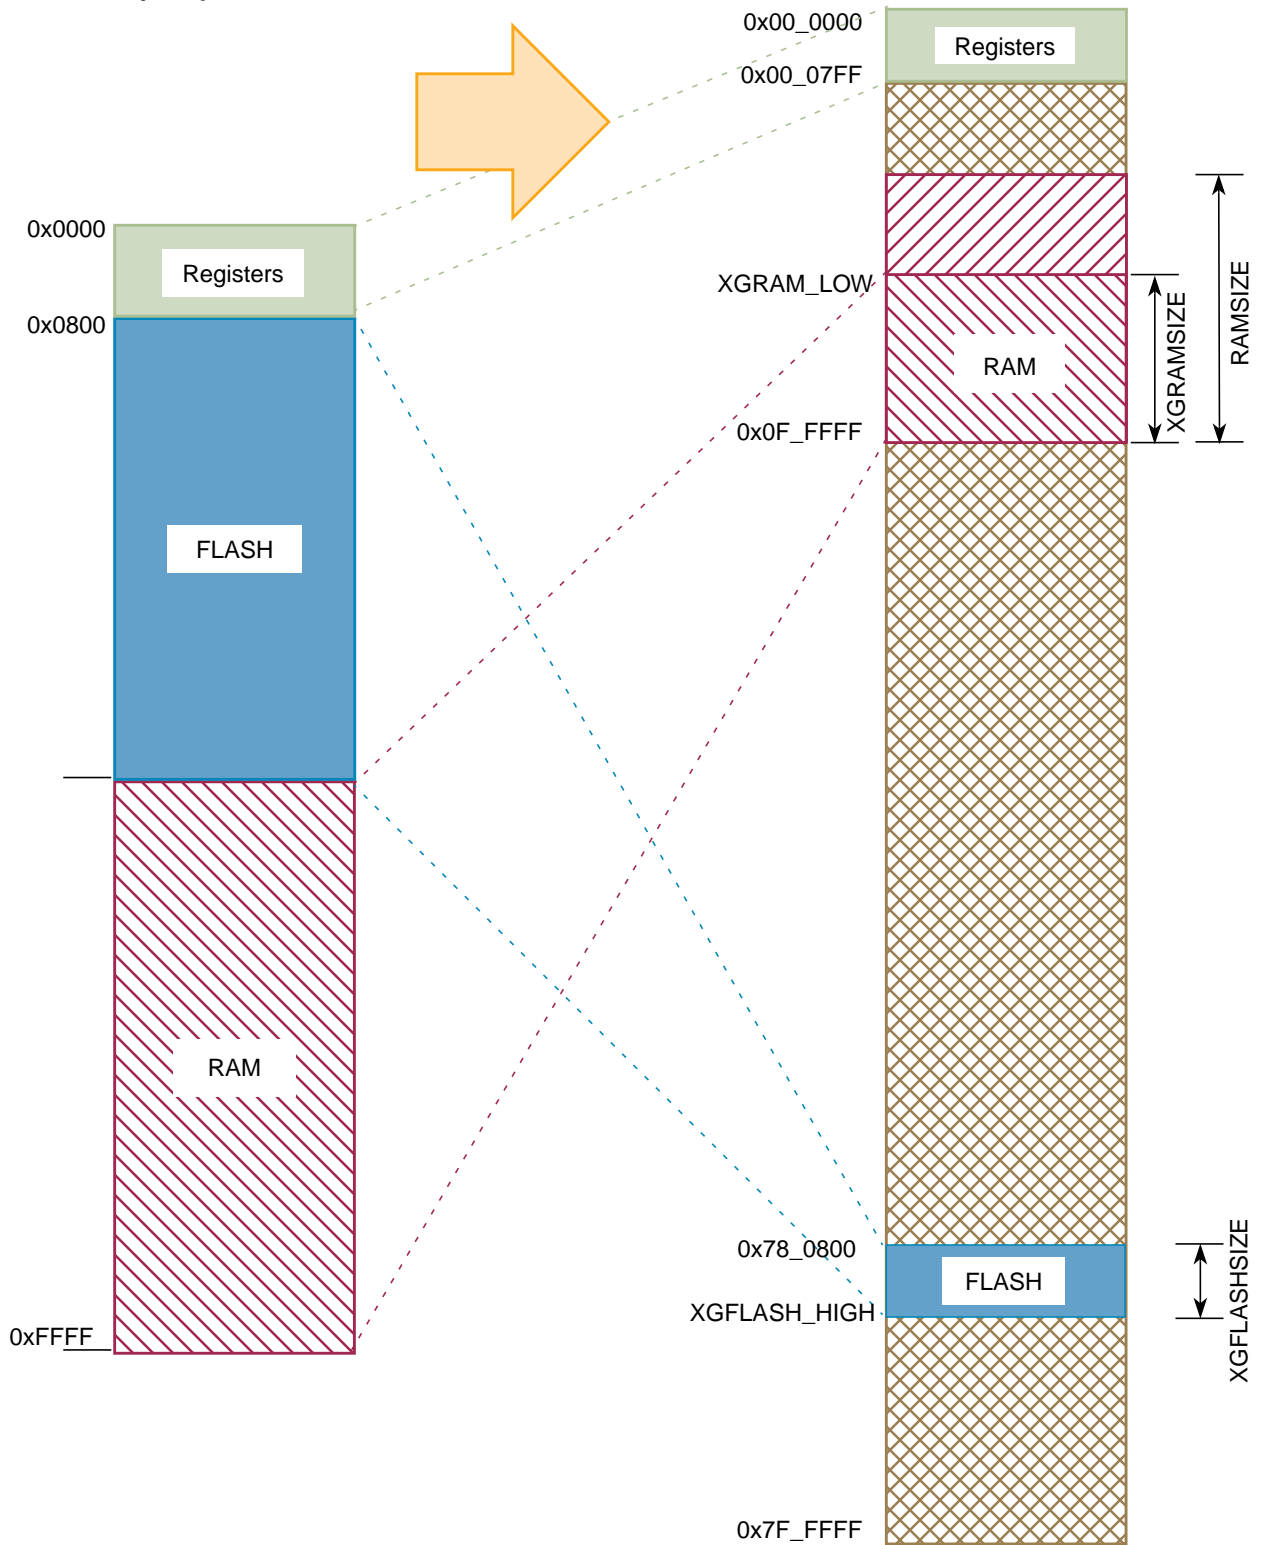 0x00_0000
Registers
0x00_07FF
0x0000
Registers
0x0800
XGRAM_LOW
RAM
XGRAMSIZE
RAMSIZE
0x0F_FFFF
FLASH
RAM
0x78_0800
FLASH
XGFLASH_HIGH
XGFLASHSIZE
0xFFFF
0x7F_FFFF